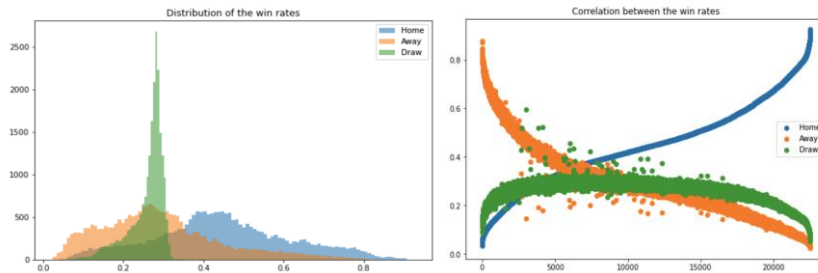 Distribution of the win rates
Home
Away
Draw
2500
2000
1500
1000
500
0
0.0
0.2
0.4
0.6
0.8
Correlation between the win rates
Home
Away
Draw
0.8
0.6
0.4
0.2
0.0
0
5000
10000
15000
20000